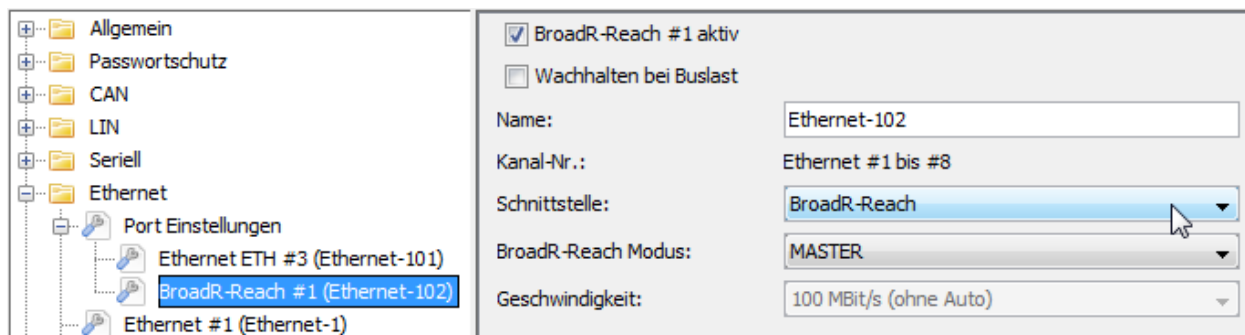 Allgemein
Passwortschutz
CAN
LIN
Seriell
Ethernet
Port Einstellungen
Ethernet ETH #3 (Ethernet-101)
BroadR-Reach #1 (Ethernet-102)
Ethernet #1 (Ethernet-1)
BroadR-Reach #1 aktiv
Wachhalten bei Buslast
Name: Ethernet-102
Kanal-Nr.: Ethernet #1 bis #8
Schnittstelle: BroadR-Reach
BroadR-Reach Modus: MASTER
Geschwindigkeit: 100 MBit/s (ohne Auto)